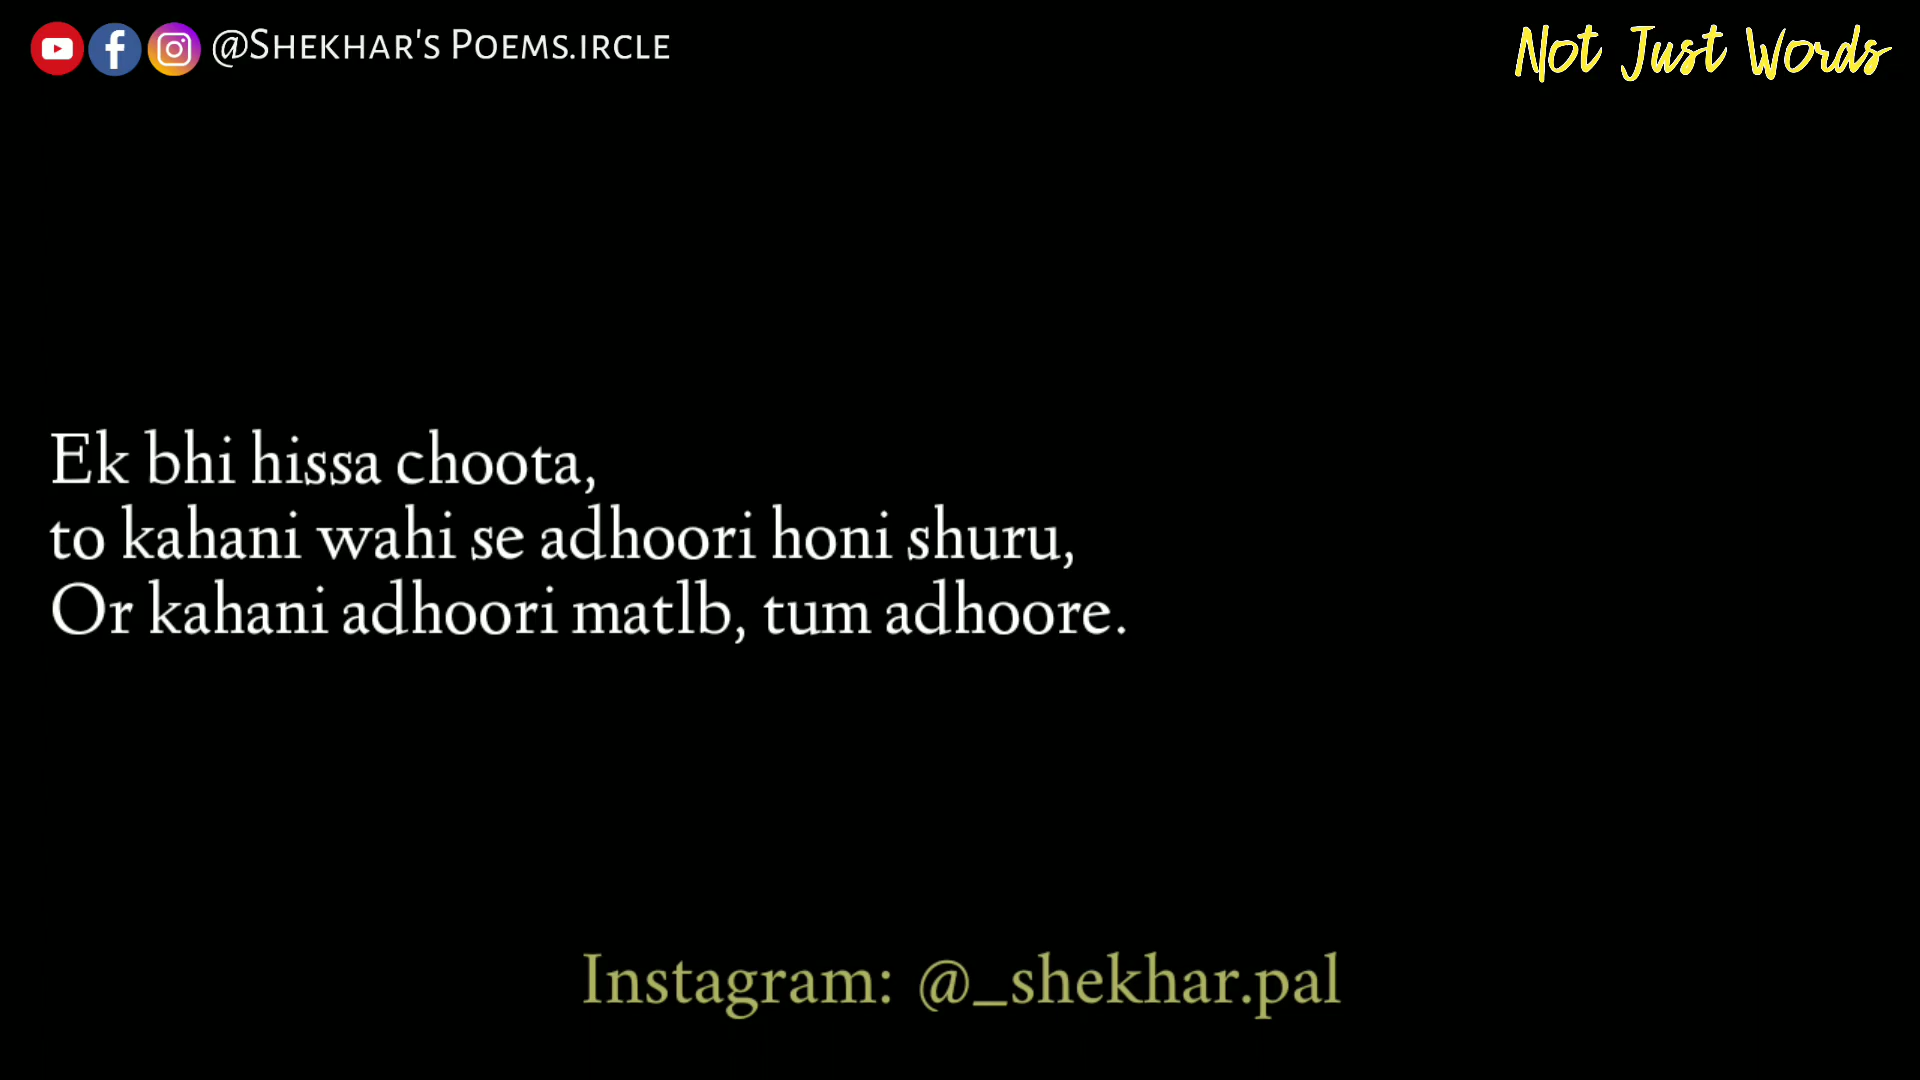 @Shekhar's Poems.ircle
Not Just Words
Ek bhi hissa choota,
to kahani wahi se adhoori honi shuru,
Or kahani adhoori matlb, tum adhoore.
Instagram: @_shekhar.pal